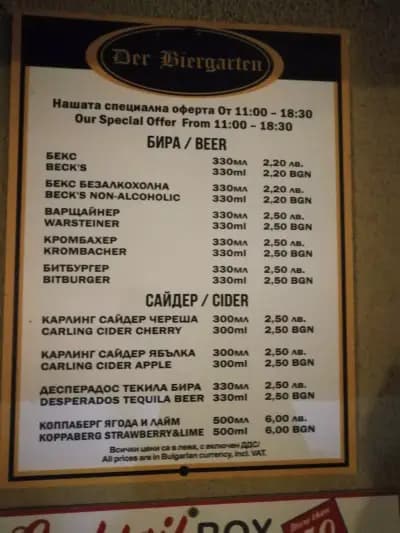 Der Biergarten
Нашата специална оферта От 11:00 - 18:30
Our Special Offer From 11:00 - 18:30
БИРА / BEER
БЕКС 330мл 2,20 лв.
BECK'S 330ml 2,20 BGN
БЕКС БЕЗАЛКОХОЛНА 330мл 2,20 лв.
BECK'S NON-ALCOHOLIC 330ml 2,20 BGN
ВАРЩАЙНЕР 330мл 2,50 лв.
WARSTEINER 330ml 2,50 BGN
КРОМБАХЕР 330мл 2,50 лв.
KROMBACHER 330ml 2,50 BGN
БИТБУРГЕР 330мл 2,50 лв.
BITBURGER 330ml 2,50 BGN
САЙДЕР / CIDER
КАРЛИНГ САЙДЕР ЧЕРЕША 300мл 2,50 лв.
CARLING CIDER CHERRY 300ml 2,50 BGN
КАРЛИНГ САЙДЕР ЯБЪЛКА 300мл 2,50 лв.
CARLING CIDER APPLE 300ml 2,50 BGN
ДЕСПЕРАДОС ТЕКИЛА БИРА 330мл 2,50 лв.
DESPERADOS TEQUILA BEER 330ml 2,50 BGN
КОППАБЕРГ ЯГОДА И ЛАЙМ 500мл 6,00 лв.
KOPPABERG STRAWBERRY&LIME 500ml 6,00 BGN
Всички цени са в лева, с включен ДДС/
All prices are in Bulgarian currency, incl. VAT.
BOX